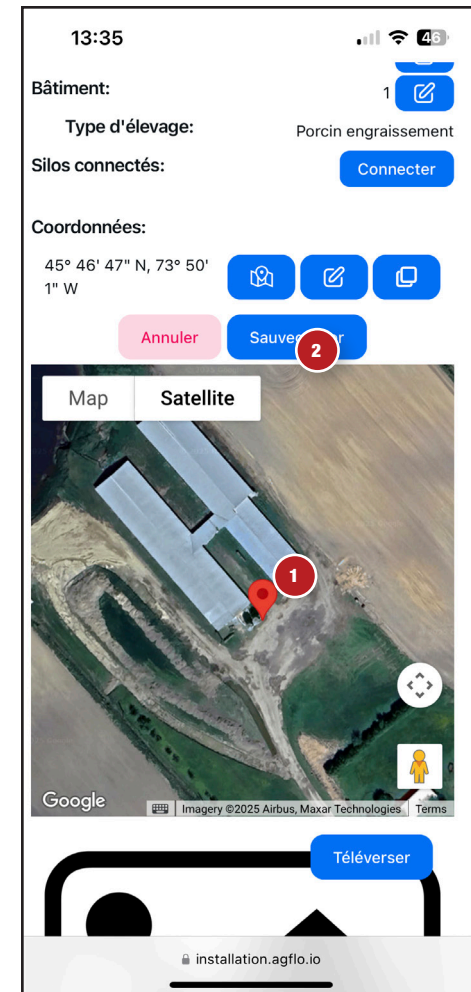 13:35
46
Bâtiment:
1
Type d'élevage:
Porcin engraissement
Silos connectés:
Connecter
Coordonnées:
45° 46' 47" N, 73° 50'
1" W
Annuler
2
1
Map
Satellite
Google
Imagery ©2025 Airbus, Maxar Technologies
Terms
Téléverser
installation.agflo.io